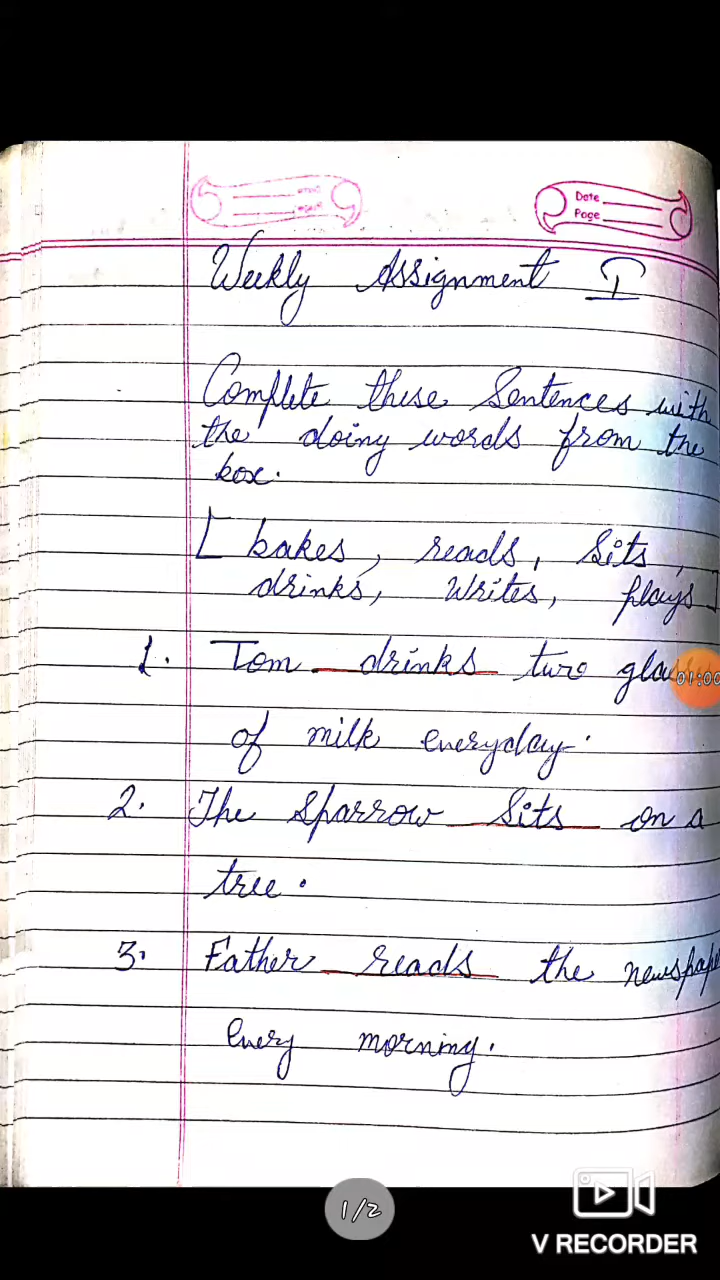 Date
Page
Weekly Assignment I
Complete these Sentences with
the doing words from the
box.
[ bakes, reads, Sits,
drinks, Writes, plays ]
1. Tom drinks two
01:00
of milk everyday.
2. The Sparrow Sits on a
tree.
3. Father reads the
every morning.
1/2
V RECORDER